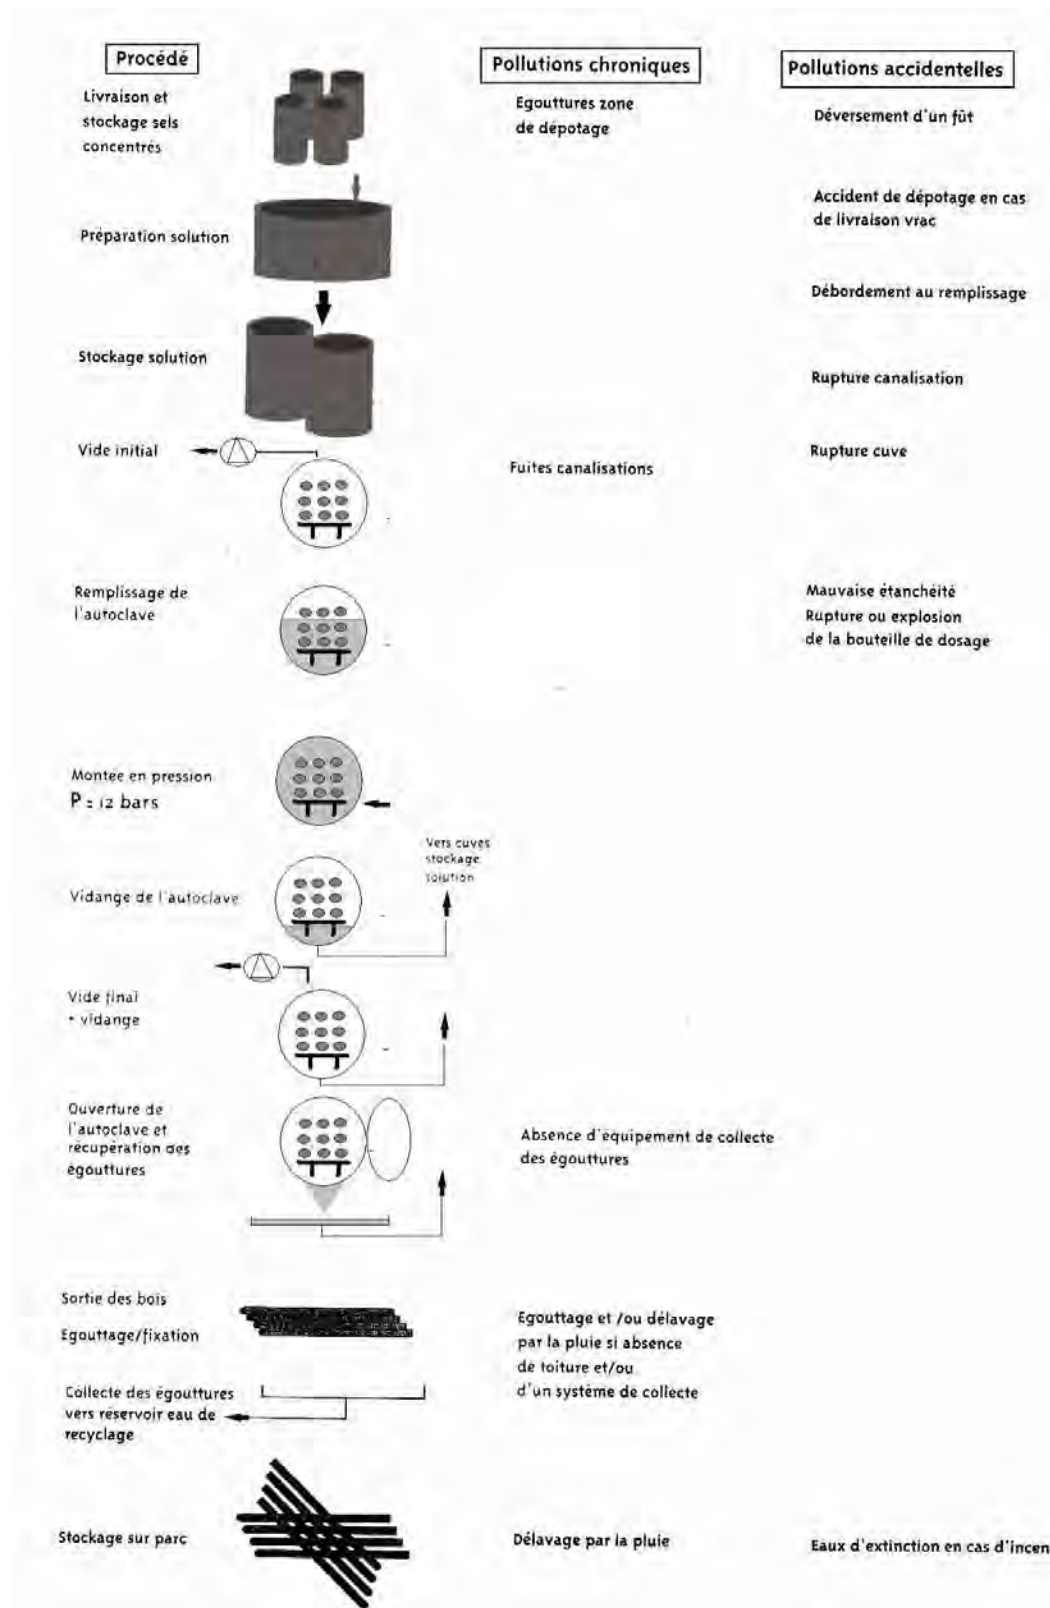 Procédé
Pollutions chroniques
Pollutions accidentelles
Livraison et
stockage sels
concentrés
Egouttures zone
de dépotage
Déversement d'un fût
Accident de dépotage en cas
de livraison vrac
Préparation solution
Débordement au remplissage
Stockage solution
Rupture canalisation
Vide initial
Fuites canalisations
Rupture cuve
Remplissage de
l'autoclave
Mauvaise étanchéité
Rupture ou explosion
de la bouteille de dosage
Montée en pression
P = 12 bars
Vers cuves
stockage
solution
Vidange de l'autoclave
Vide final
+ vidange
Ouverture de
l'autoclave et
récupération des
égouttures
Absence d'équipement de collecte
des égouttures
Sortie des bois
Egouttage/fixation
Egouttage et /ou délavage
par la pluie si absence
de toiture et/ou
d'un système de collecte
Collecte des égouttures
vers réservoir eau de
recyclage
Stockage sur parc
Délavage par la pluie
Eaux d'extinction en cas d'incen